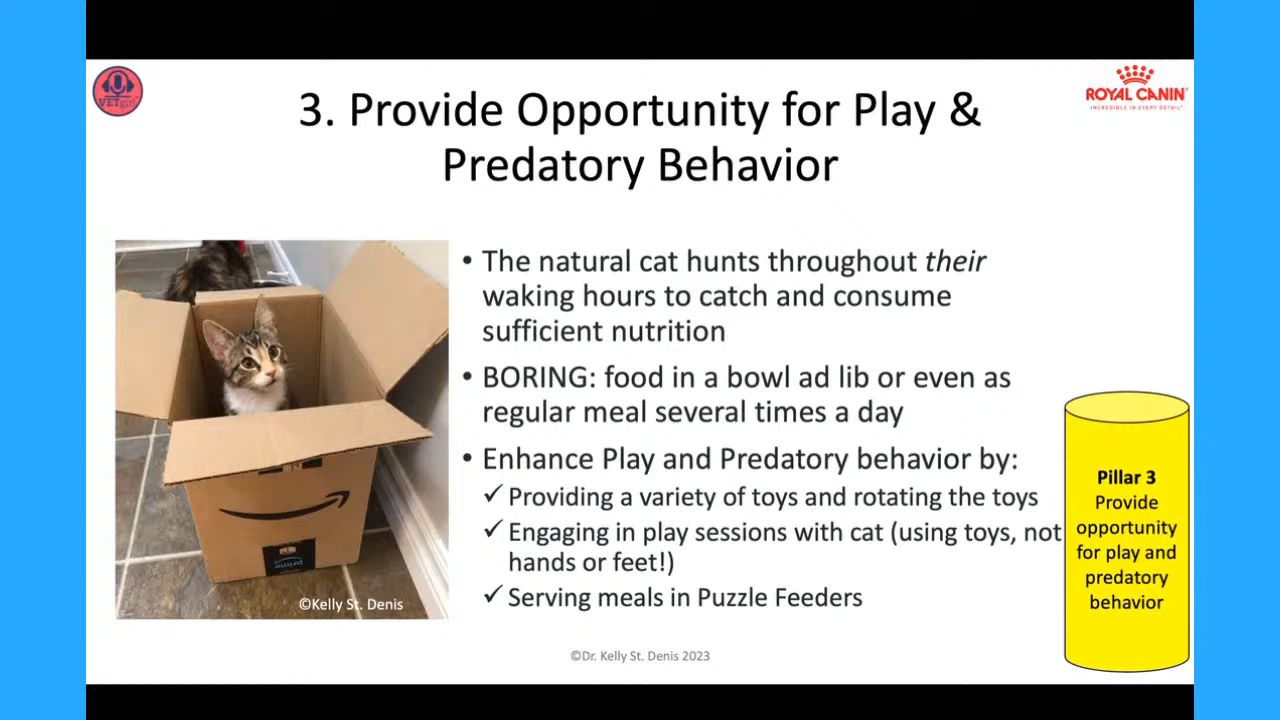 VETgirl
ROYAL CANIN
INCREDIBLE IN EVERY DETAIL
3. Provide Opportunity for Play &
Predatory Behavior
• The natural cat hunts throughout their
waking hours to catch and consume
sufficient nutrition
• BORING: food in a bowl ad lib or even as
regular meal several times a day
• Enhance Play and Predatory behavior by:
✓ Providing a variety of toys and rotating the toys
✓ Engaging in play sessions with cat (using toys, not
hands or feet!)
✓ Serving meals in Puzzle Feeders
Pillar 3
Provide
opportunity
for play and
predatory
behavior
©Kelly St. Denis
©Dr. Kelly St. Denis 2023